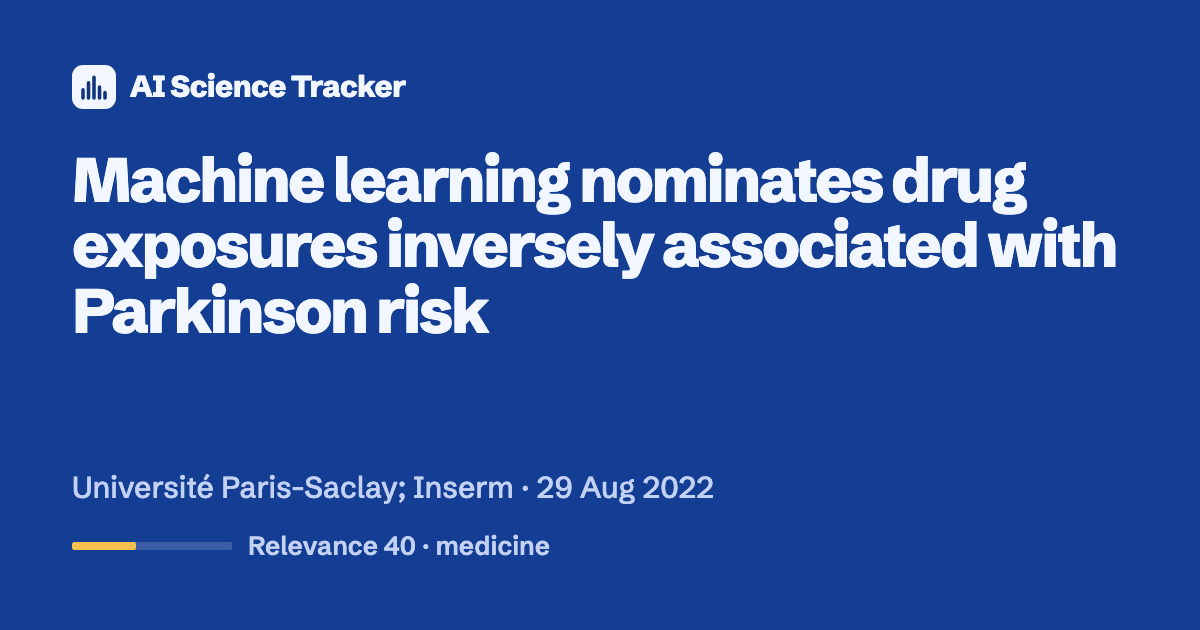 AI Science Tracker
Machine learning nominates drug
exposures inversely associated with
Parkinson risk
Université Paris-Saclay; Inserm · 29 Aug 2022
Relevance 40 · medicine